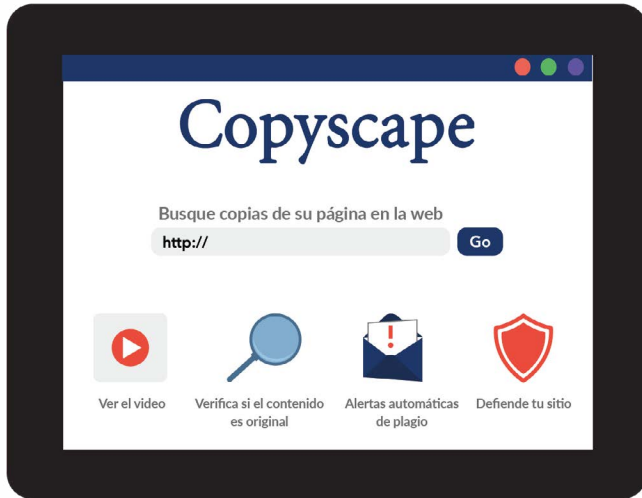 Copyscape
Busque copias de su página en la web
http://
Go
!
Ver el video
Verifica si el contenido
es original
Alertas automáticas
de plagio
Defiende tu sitio